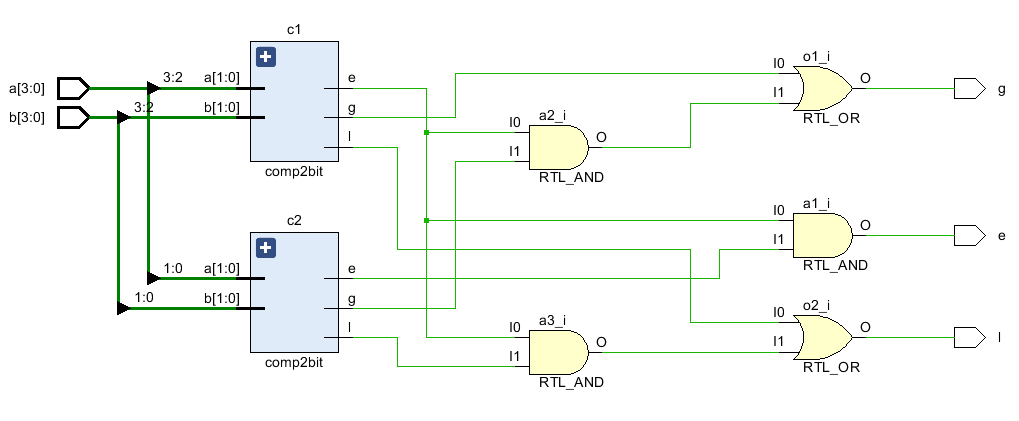 c1
a[3:0]
b[3:0]
3:2
3:2
a[1:0]
b[1:0]
e
g
l
comp2bit
c2
1:0
1:0
a[1:0]
b[1:0]
e
g
l
comp2bit
a2_i
I0
I1
O
RTL_AND
a3_i
I0
I1
O
RTL_AND
o1_i
I0
I1
O
RTL_OR
g
a1_i
I0
I1
O
RTL_AND
e
o2_i
I0
I1
O
RTL_OR
l